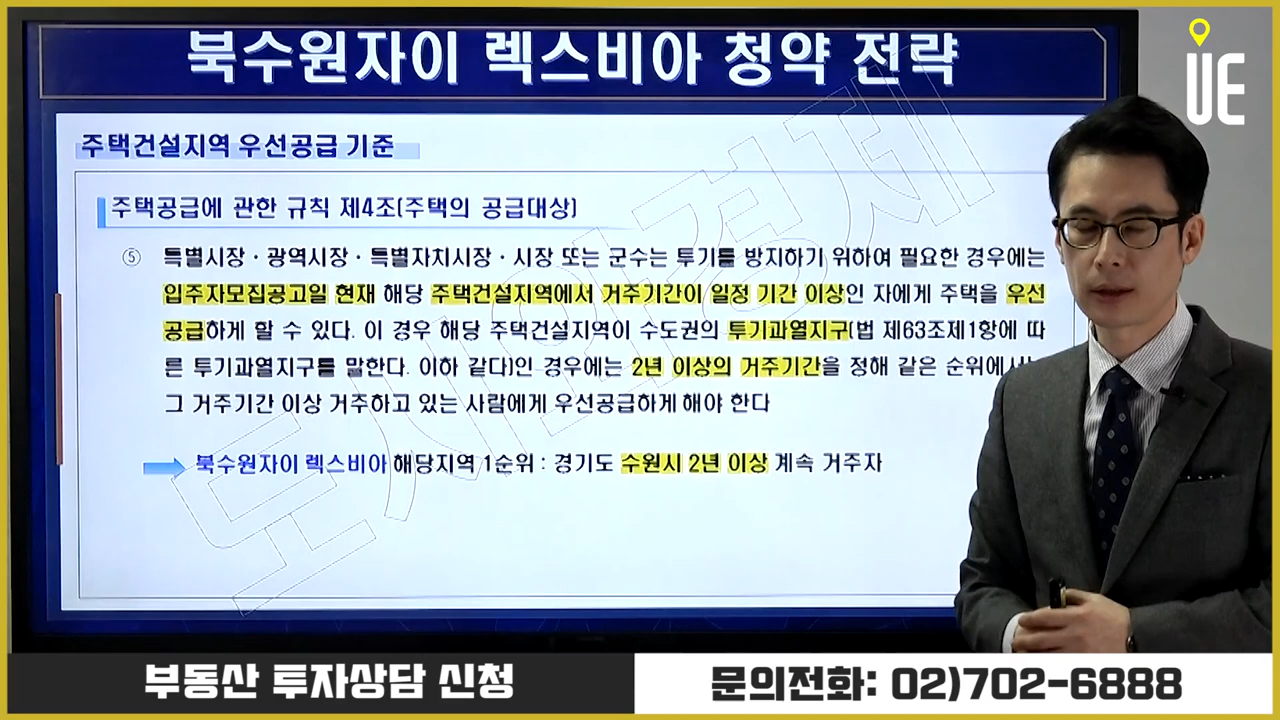 북수원자이 렉스비아 청약 전략
UE
주택건설지역 우선공급 기준
주택공급에 관한 규칙 제4조(주택의 공급대상)
⑤ 특별시장·광역시장·특별자치시장·시장 또는 군수는 투기를 방지하기 위하여 필요한 경우에는
입주자모집공고일 현재 해당 주택건설지역에서 거주기간이 일정 기간 이상인 자에게 주택을 우선
공급하게 할 수 있다. 이 경우 해당 주택건설지역이 수도권의 투기과열지구(법 제63조제1항에 따
른 투기과열지구를 말한다. 이하 같다)인 경우에는 2년 이상의 거주기간을 정해 같은 순위에서는
그 거주기간 이상 거주하고 있는 사람에게 우선공급하게 해야 한다
북수원자이 렉스비아 해당지역 1순위 : 경기도 수원시 2년 이상 계속 거주자
도시와경제
부동산 투자상담 신청
문의전화: 02)702-6888